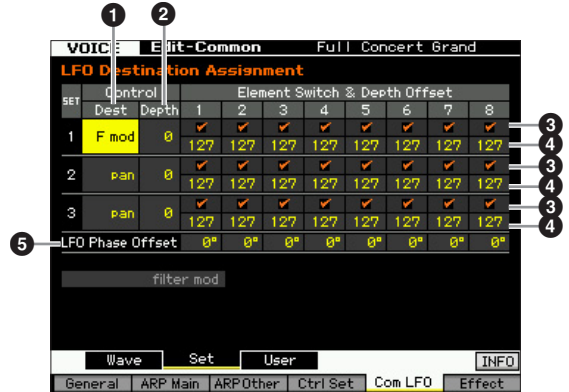 1 2
VOICE Edit-Common Full Concert Grand
LFO Destination Assignment
SET Control Element Switch & Depth Offset
Dest Depth 1 2 3 4 5 6 7 8
3
1 F mod 0 127 127 127 127 127 127 127 127 4
3
2 pan 0 127 127 127 127 127 127 127 127 4
3
3 pan 0 127 127 127 127 127 127 127 127 4
5 LFO Phase Offset 0° 0° 0° 0° 0° 0° 0° 0°
filter mod
Wave Set User INFO
General ARP Main ARP Other Ctrl Set Com LFO Effect